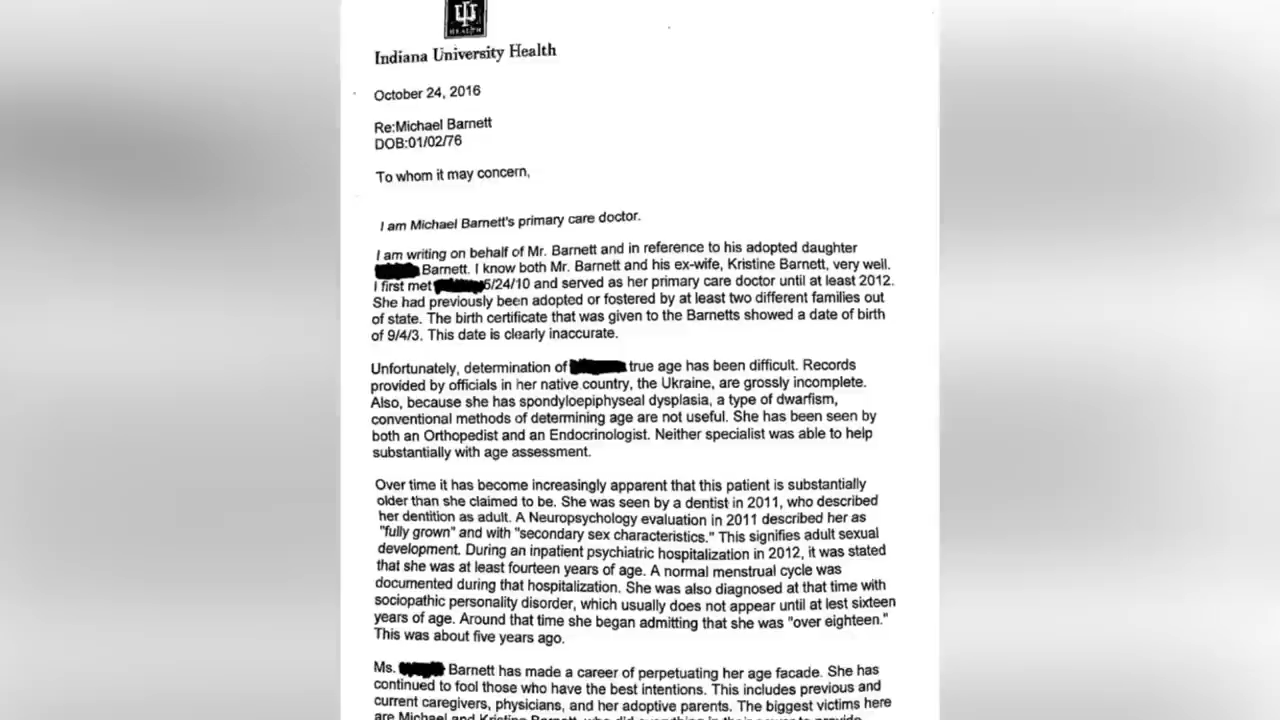 HEALTH
Indiana University Health
October 24, 2016
Re:Michael Barnett
DOB:01/02/76
To whom it may concern,
I am Michael Barnett's primary care doctor.
I am writing on behalf of Mr. Barnett and in reference to his adopted daughter
Barnett. I know both Mr. Barnett and his ex-wife, Kristine Barnett, very well.
I first met 5/24/10 and served as her primary care doctor until at least 2012.
She had previously been adopted or fostered by at least two different families out
of state. The birth certificate that was given to the Barnetts showed a date of birth
of 9/4/3. This date is clearly inaccurate.
Unfortunately, determination of true age has been difficult. Records
provided by officials in her native country, the Ukraine, are grossly incomplete.
Also, because she has spondyloepiphyseal dysplasia, a type of dwarfism,
conventional methods of determining age are not useful. She has been seen by
both an Orthopedist and an Endocrinologist. Neither specialist was able to help
substantially with age assessment.
Over time it has become increasingly apparent that this patient is substantially
older than she claimed to be. She was seen by a dentist in 2011, who described
her dentition as adult. A Neuropsychology evaluation in 2011 described her as
"fully grown" and with "secondary sex characteristics." This signifies adult sexual
development. During an inpatient psychiatric hospitalization in 2012, it was stated
that she was at least fourteen years of age. A normal menstrual cycle was
documented during that hospitalization. She was also diagnosed at that time with
sociopathic personality disorder, which usually does not appear until at lest sixteen
years of age. Around that time she began admitting that she was "over eighteen."
This was about five years ago.
Ms. Barnett has made a career of perpetuating her age facade. She has
continued to fool those who have the best intentions. This includes previous and
current caregivers, physicians, and her adoptive parents. The biggest victims here
are Michael and Kristine Barnett, who did everything in their power to provide